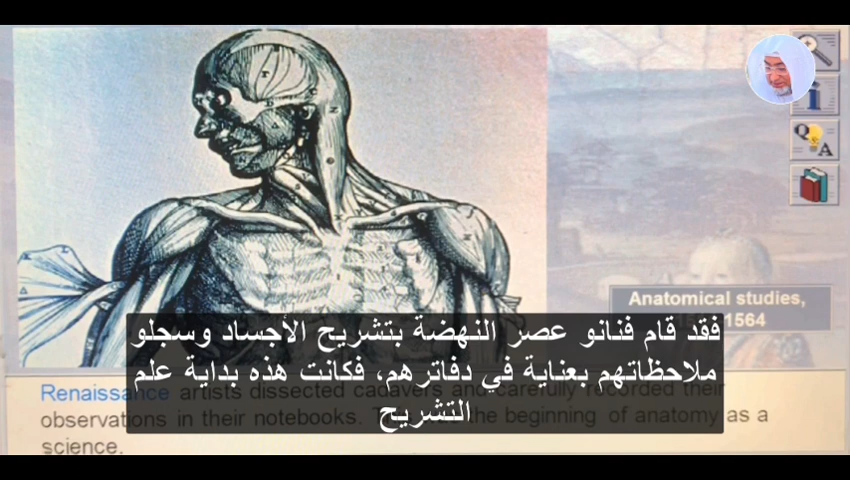 Q
A
Anatomical studies,
1564
فقد قام فنانو عصر النهضة بتشريح الأجساد وسجلو
ملاحظاتهم بعناية في دفاترهم، فكانت هذه بداية علم
التشريح
Renaissance artists dissected cadavers and carefully recorded their
observations in their notebooks. the beginning of anatomy as a
science.